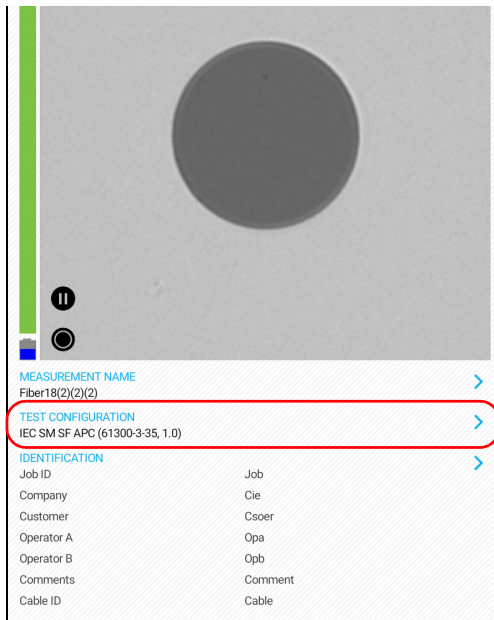 MEASUREMENT NAME
Fiber18(2)(2)(2)
TEST CONFIGURATION
IEC SM SF APC (61300-3-35, 1.0)
IDENTIFICATION
Job ID Job
Company Cie
Customer Csoer
Operator A Opa
Operator B Opb
Comments Comment
Cable ID Cable